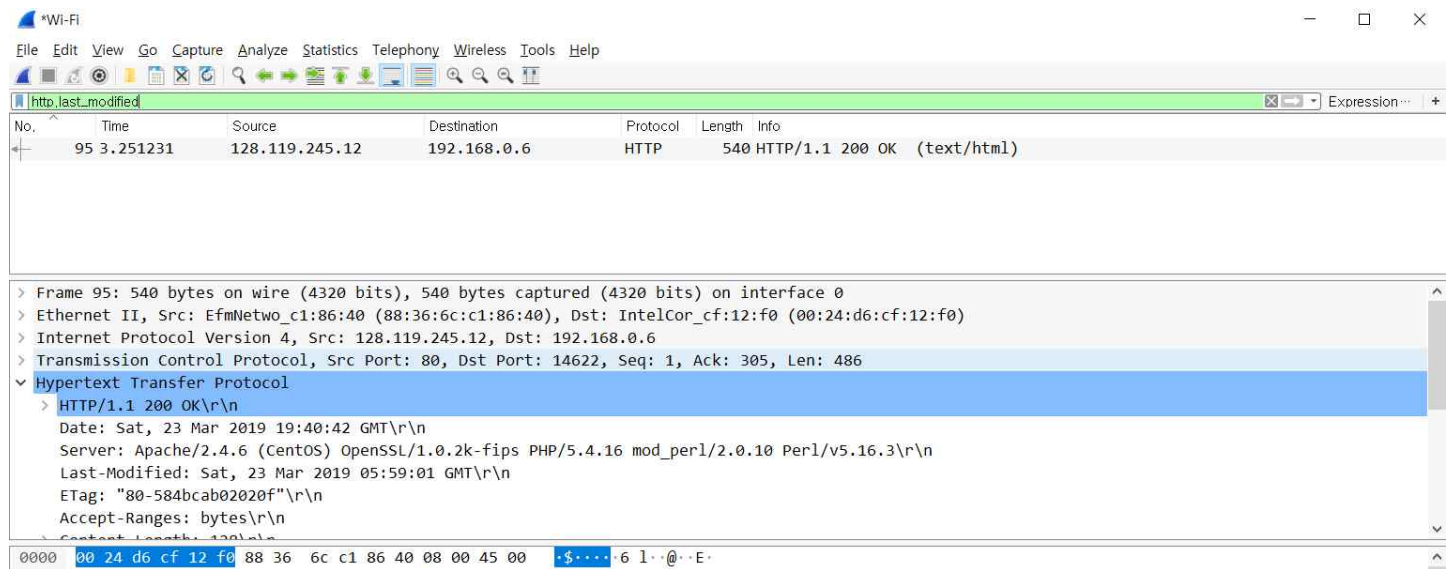 *Wi-Fi
File Edit View Go Capture Analyze Statistics Telephony Wireless Tools Help
http.last_modified
Expression… +
No. Time Source Destination Protocol Length Info
95 3.251231 128.119.245.12 192.168.0.6 HTTP 540 HTTP/1.1 200 OK (text/html)
> Frame 95: 540 bytes on wire (4320 bits), 540 bytes captured (4320 bits) on interface 0
> Ethernet II, Src: EfmNetwo_c1:86:40 (88:36:6c:c1:86:40), Dst: IntelCor_cf:12:f0 (00:24:d6:cf:12:f0)
> Internet Protocol Version 4, Src: 128.119.245.12, Dst: 192.168.0.6
> Transmission Control Protocol, Src Port: 80, Dst Port: 14622, Seq: 1, Ack: 305, Len: 486
Hypertext Transfer Protocol
> HTTP/1.1 200 OK\r\n
Date: Sat, 23 Mar 2019 19:40:42 GMT\r\n
Server: Apache/2.4.6 (CentOS) OpenSSL/1.0.2k-fips PHP/5.4.16 mod_perl/2.0.10 Perl/v5.16.3\r\n
Last-Modified: Sat, 23 Mar 2019 05:59:01 GMT\r\n
ETag: "80-584bcab02020f"\r\n
Accept-Ranges: bytes\r\n
> Content-Length: 128\r\n
0000 00 24 d6 cf 12 f0 88 36 6c c1 86 40 08 00 45 00 ·$·····6 l··@··E·